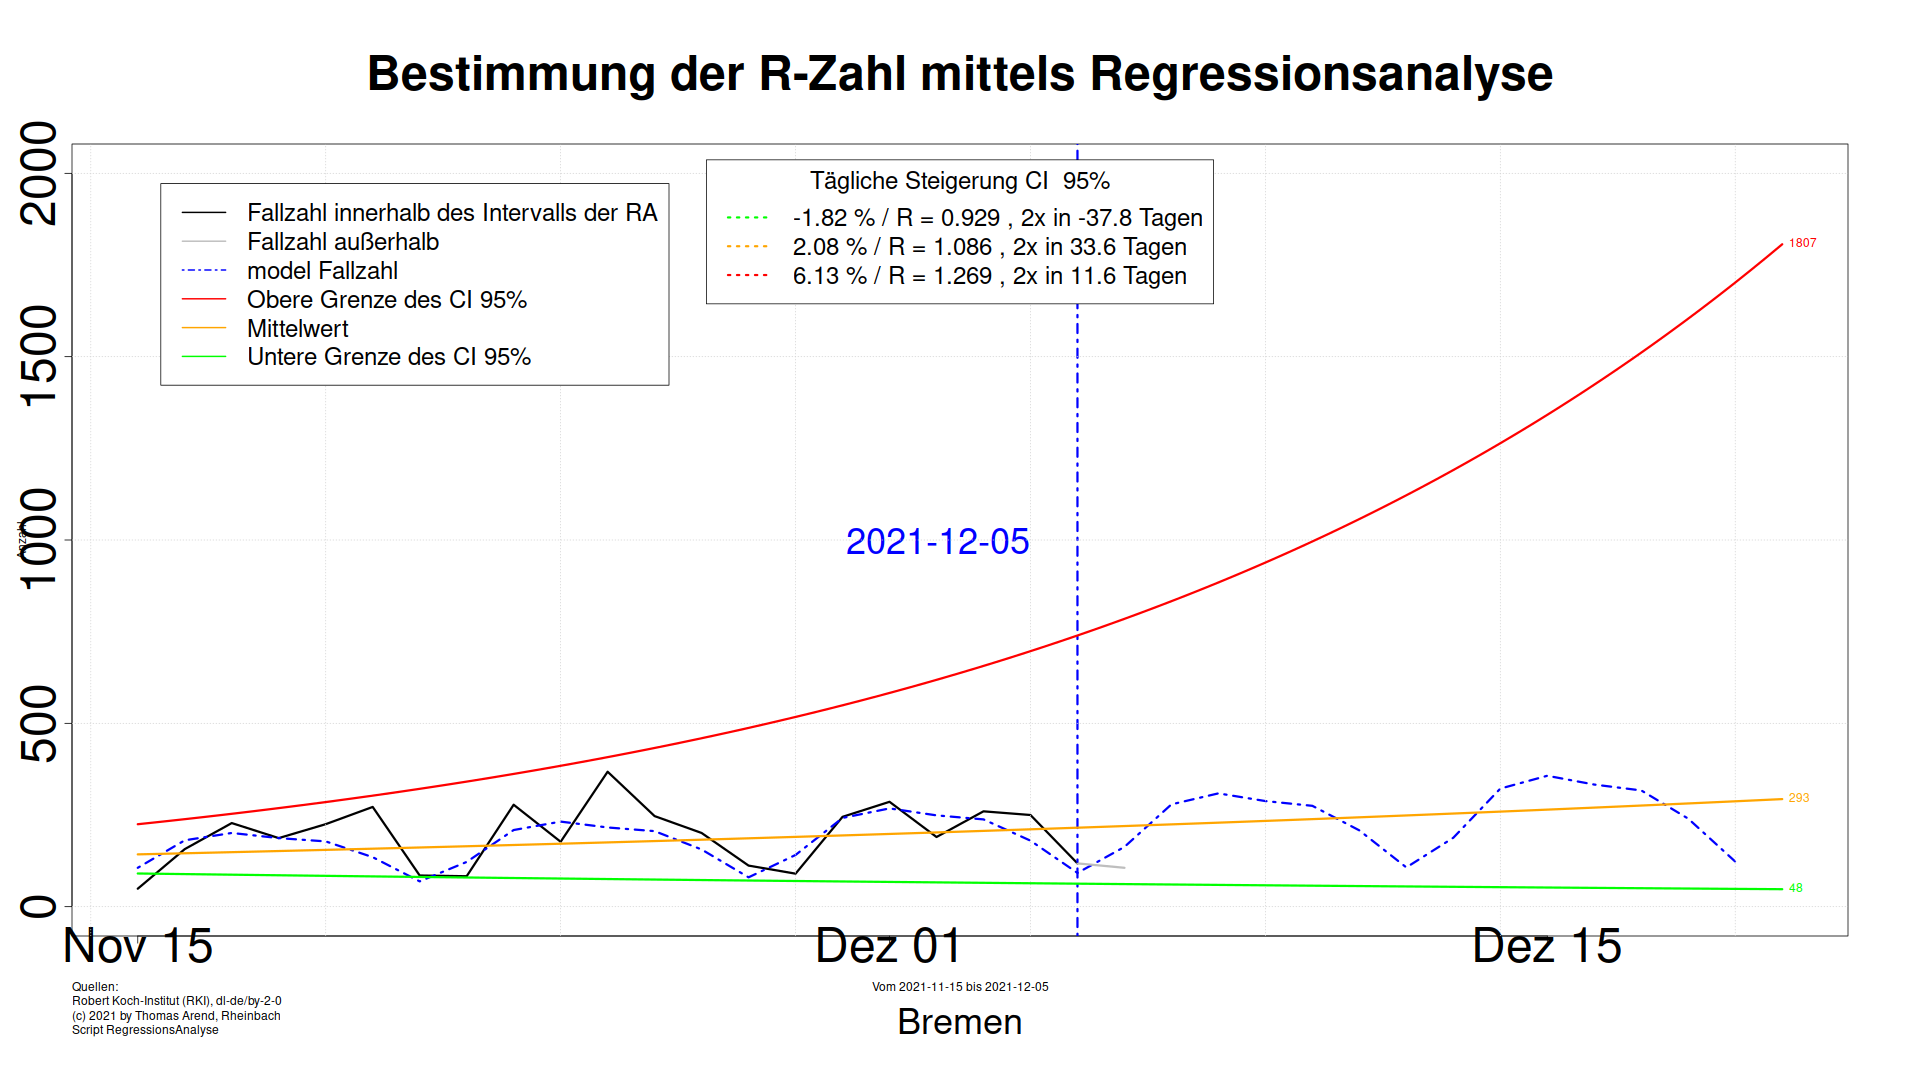 Bestimmung der R-Zahl mittels Regressionsanalyse
Fallzahl innerhalb des Intervalls der RA
Fallzahl außerhalb
model Fallzahl
Obere Grenze des CI 95%
Mittelwert
Untere Grenze des CI 95%
Tägliche Steigerung CI 95%
-1.82 % / R = 0.929 , 2x in -37.8 Tagen
2.08 % / R = 1.086 , 2x in 33.6 Tagen
6.13 % / R = 1.269 , 2x in 11.6 Tagen
2000
1500
1000
500
0
Anzahl
1807
2021-12-05
293
48
Nov 15
Dez 01
Dez 15
Quellen:
Robert Koch-Institut (RKI), dl-de/by-2-0
(c) 2021 by Thomas Arend, Rheinbach
Script RegressionsAnalyse
Vom 2021-11-15 bis 2021-12-05
Bremen